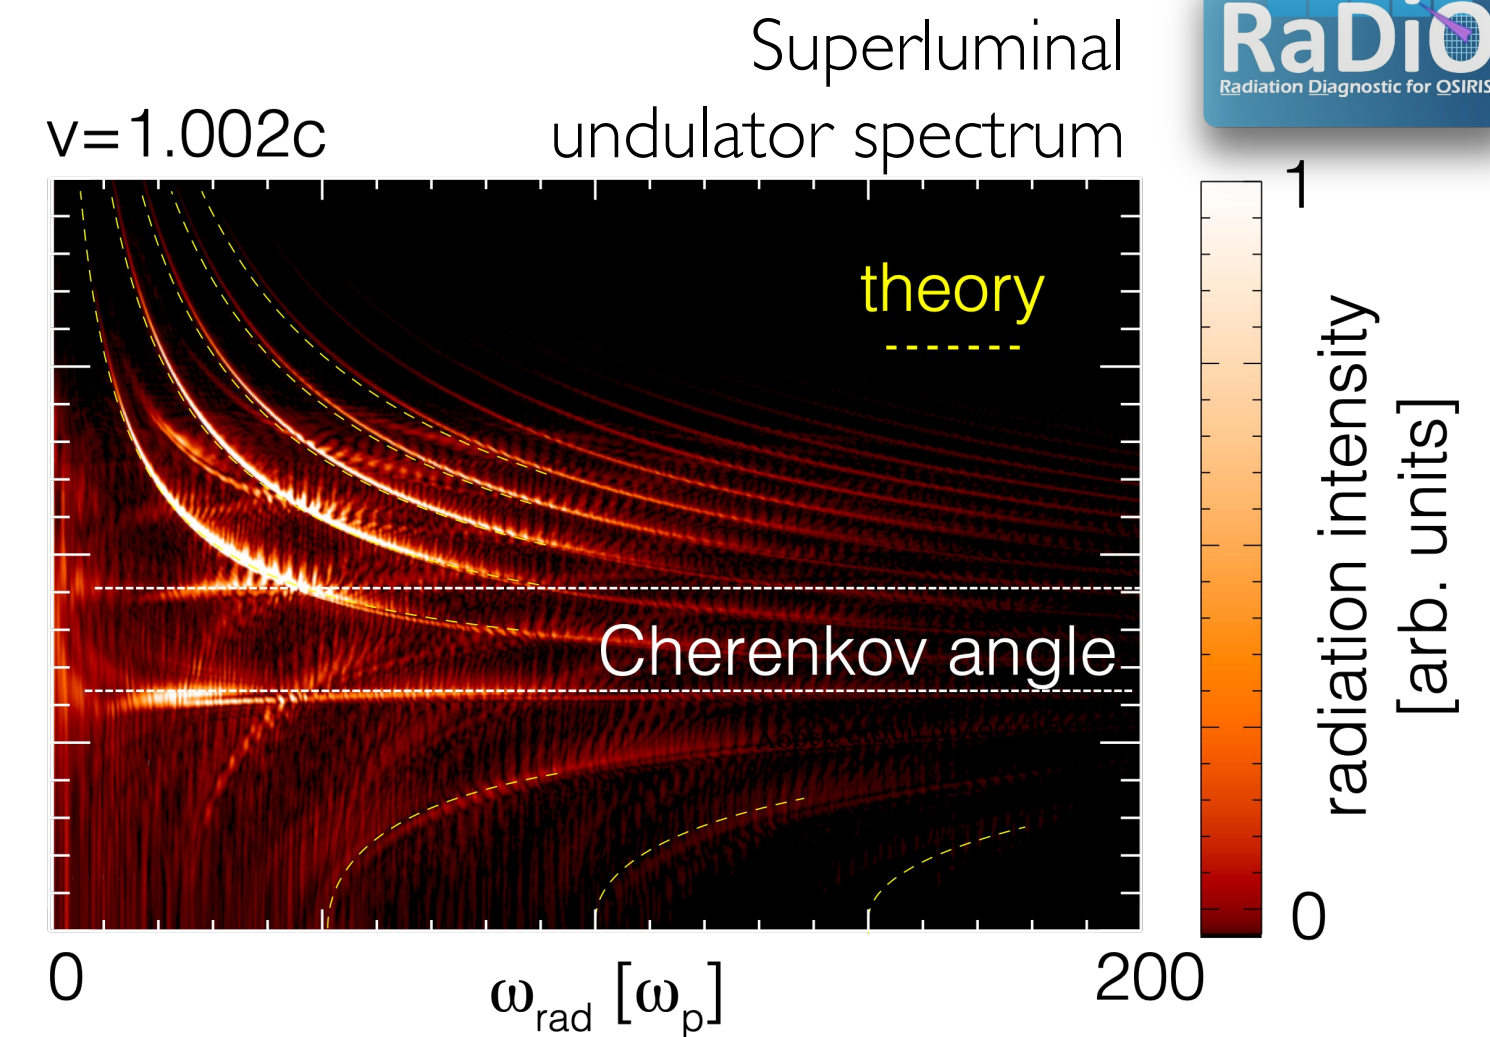 Superluminal
undulator spectrum
v=1.002c
RaDiO
Radiation Diagnostic for OSIRIS
theory
Cherenkov angle
1
0
radiation intensity
[arb. units]
0
200
ω_rad [ω_p]